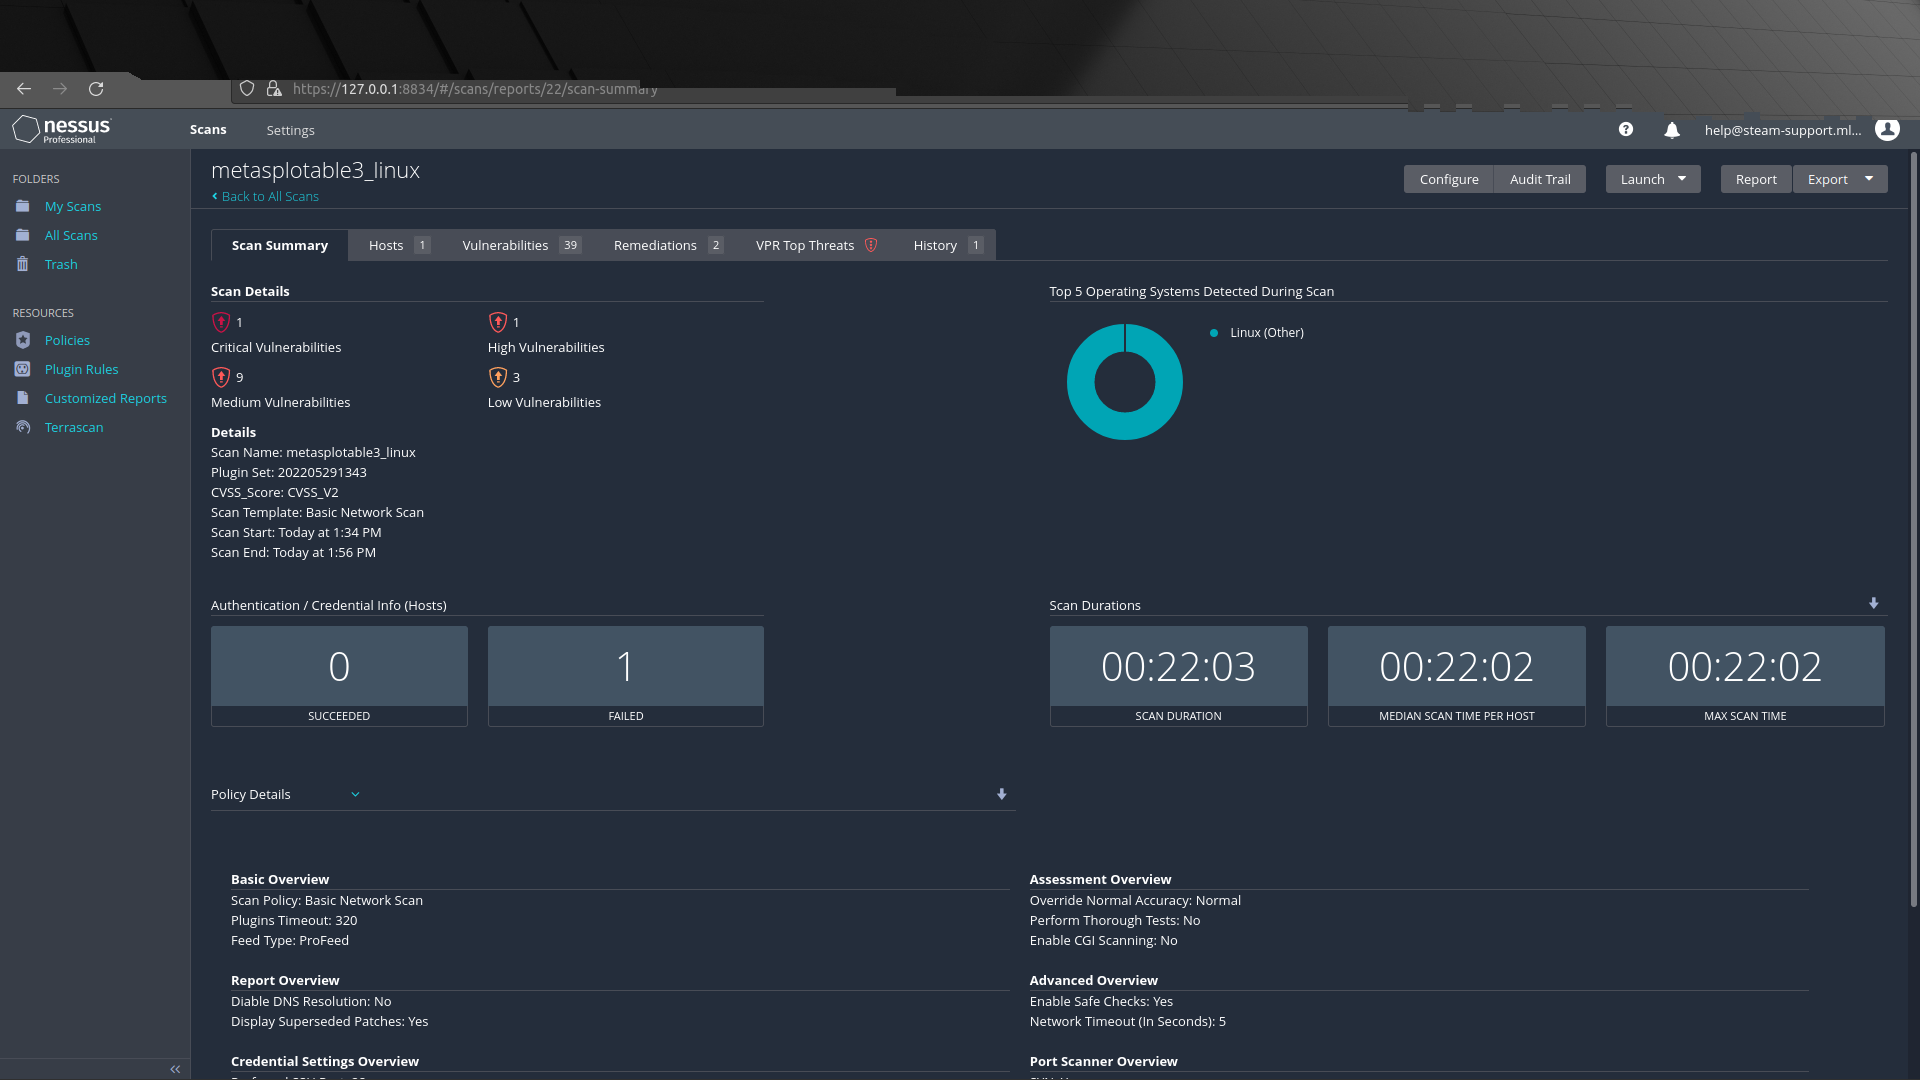 https://127.0.0.1:8834/#/scans/reports/22/scan-summary
nessus
Professional
Scans
Settings
help@steam-support.ml...
FOLDERS
My Scans
All Scans
Trash
RESOURCES
Policies
Plugin Rules
Customized Reports
Terrascan
metasplotable3_linux
Back to All Scans
Configure
Audit Trail
Launch
Report
Export
Scan Summary
Hosts 1
Vulnerabilities 39
Remediations 2
VPR Top Threats
History 1
Scan Details
1
Critical Vulnerabilities
1
High Vulnerabilities
9
Medium Vulnerabilities
3
Low Vulnerabilities
Details
Scan Name: metasplotable3_linux
Plugin Set: 202205291343
CVSS_Score: CVSS_V2
Scan Template: Basic Network Scan
Scan Start: Today at 1:34 PM
Scan End: Today at 1:56 PM
Top 5 Operating Systems Detected During Scan
Linux (Other)
Authentication / Credential Info (Hosts)
0
SUCCEEDED
1
FAILED
Scan Durations
00:22:03
SCAN DURATION
00:22:02
MEDIAN SCAN TIME PER HOST
00:22:02
MAX SCAN TIME
Policy Details
Basic Overview
Scan Policy: Basic Network Scan
Plugins Timeout: 320
Feed Type: ProFeed
Assessment Overview
Override Normal Accuracy: Normal
Perform Thorough Tests: No
Enable CGI Scanning: No
Report Overview
Diable DNS Resolution: No
Display Superseded Patches: Yes
Advanced Overview
Enable Safe Checks: Yes
Network Timeout (In Seconds): 5
Credential Settings Overview
Port Scanner Overview